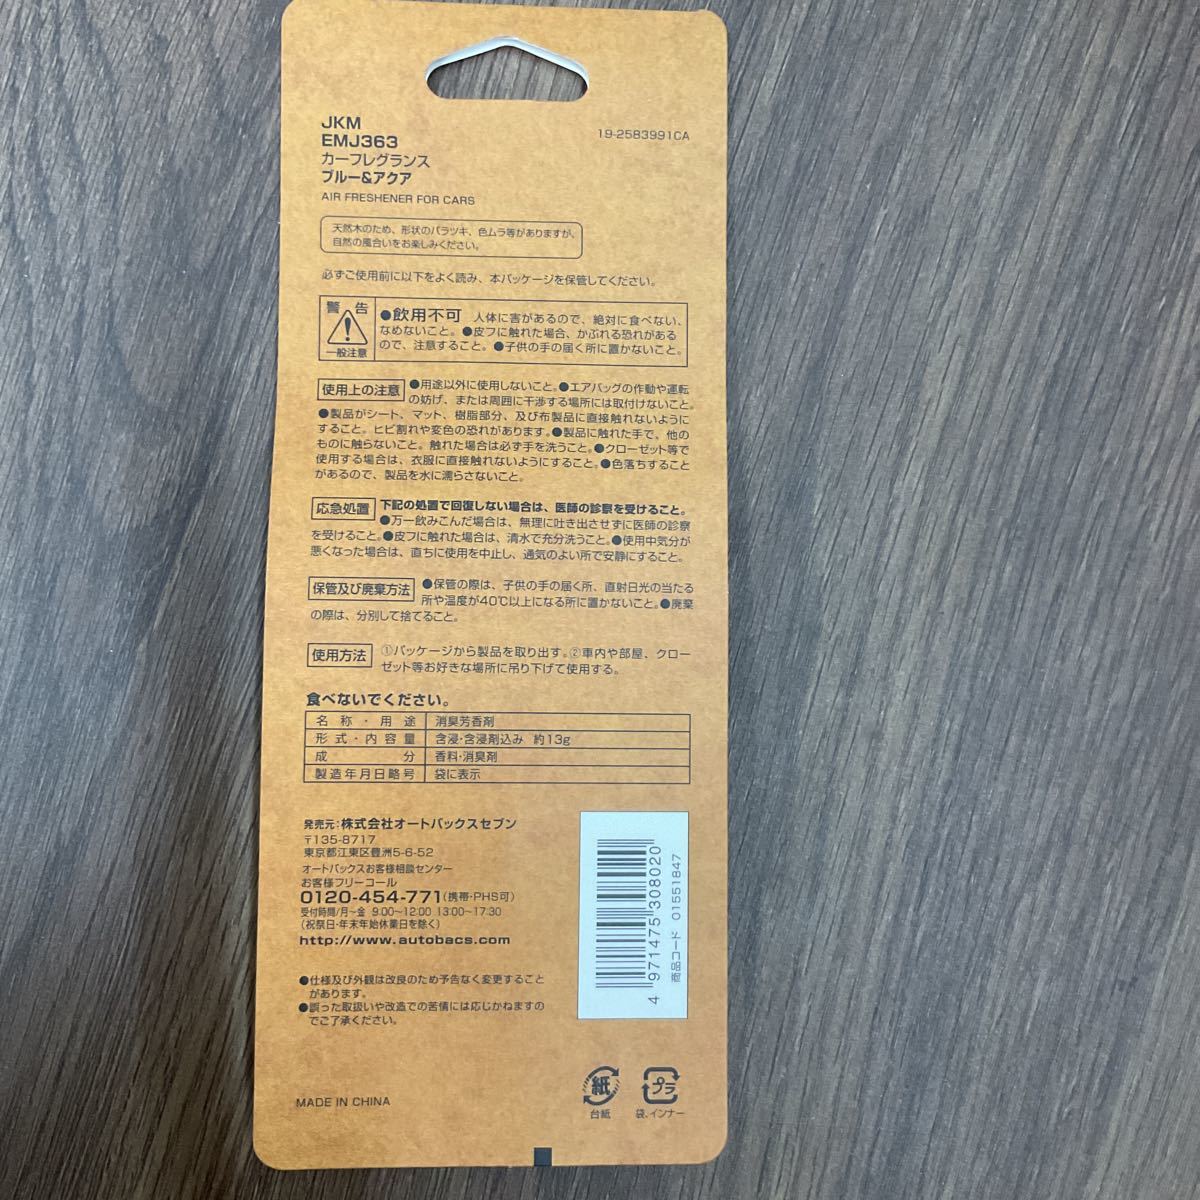 JKM
EMJ363
カーフレグランス
ブルー&アクア
AIR FRESHENER FOR CARS
19-2583991CA
天然木のため、形状のバラツキ、色ムラ等がありますが、
自然の風合いをお楽しみください。
必ずご使用前に以下をよく読み、本パッケージを保管してください。
警告
一般注意
●飲用不可 人体に害があるので、絶対に食べない、
なめないこと。●皮フに触れた場合、かぶれる恐れがある
ので、注意すること。●子供の手の届く所に置かないこと。
使用上の注意 ●用途以外に使用しないこと。●エアバッグの作動や運転
の妨げ、または周囲に干渉する場所には取付けないこと。
●製品がシート、マット、樹脂部分、及び布製品に直接触れないように
すること。ヒビ割れや変色の恐れがあります。●製品に触れた手で、他の
ものに触らないこと。触れた場合は必ず手を洗うこと。●クローゼット等で
使用する場合は、衣服に直接触れないようにすること。●色落ちすること
があるので、製品を水に濡らさないこと。
応急処置 下記の処置で回復しない場合は、医師の診察を受けること。
●万一飲みこんだ場合は、無理に吐き出させずに医師の診察
を受けること。●皮フに触れた場合は、清水で充分洗うこと。●使用中気分が
悪くなった場合は、直ちに使用を中止し、通気のよい所で安静にすること。
保管及び廃棄方法 ●保管の際は、子供の手の届く所、直射日光の当たる
所や温度が40℃以上になる所に置かないこと。●廃棄
の際は、分別して捨てること。
使用方法 ①パッケージから製品を取り出す。②車内や部屋、クロー
ゼット等お好きな場所に吊り下げて使用する。
食べないでください。
名称・用途 消臭芳香剤
形式・内容量 含浸・含浸剤込み 約13g
成分 香料・消臭剤
製造年月日略号 袋に表示
発売元:株式会社オートバックスセブン
〒135-8717
東京都江東区豊洲5-6-52
オートバックスお客様相談センター
お客様フリーコール
0120-454-771(携帯・PHS可)
受付時間/月～金 9:00～12:00 13:00～17:30
(祝祭日・年末年始休業日を除く)
http://www.autobacs.com
4 971475 308020
商品コード 01551847
●仕様及び外観は改良のため予告なく変更すること
があります。
●誤った取扱いや改造での苦情には応じかねますの
でご了承ください。
MADE IN CHINA
紙
台紙
プラ
袋、インナー